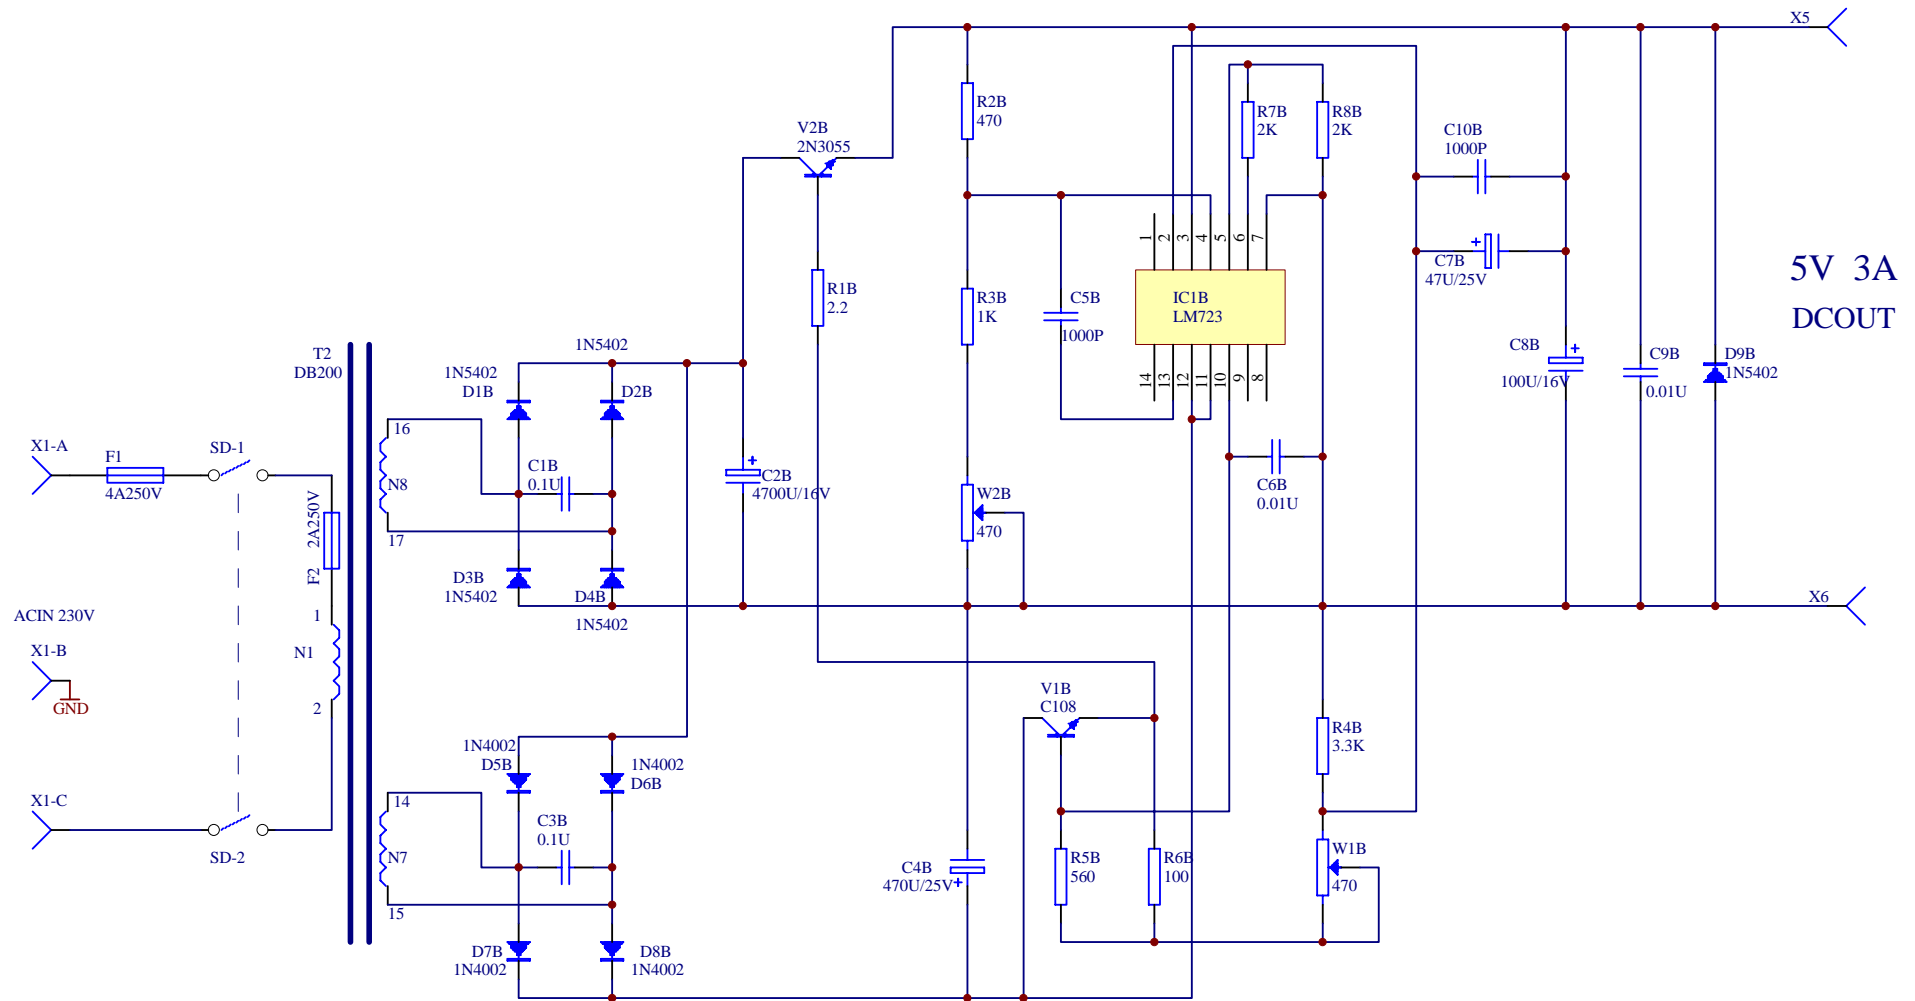 X5
R2B
470
R7B
2K
R8B
2K
V2B
2N3055
C10B
1000P
1
2
3
4
5
6
7
C7B
47U/25V
5V 3A
DCOUT
R1B
2.2
R3B
1K
C5B
1000P
IC1B
LM723
14
13
12
11
10
9
8
C8B
100U/16V
C9B
0.01U
D9B
1N5402
T2
DB200
1N5402
1N5402
D1B
D2B
16
X1-A
F1
4A250V
SD-1
2A250V
F2
N8
17
C1B
0.1U
C2B
4700U/16V
W2B
470
C6B
0.01U
D3B
1N5402
D4B
1N5402
X6
ACIN 230V
1
X1-B
N1
GND
2
V1B
C108
R4B
3.3K
1N4002
D5B
1N4002
D6B
X1-C
14
SD-2
N7
15
C3B
0.1U
C4B
470U/25V
R5B
560
R6B
100
W1B
470
D7B
1N4002
D8B
1N4002